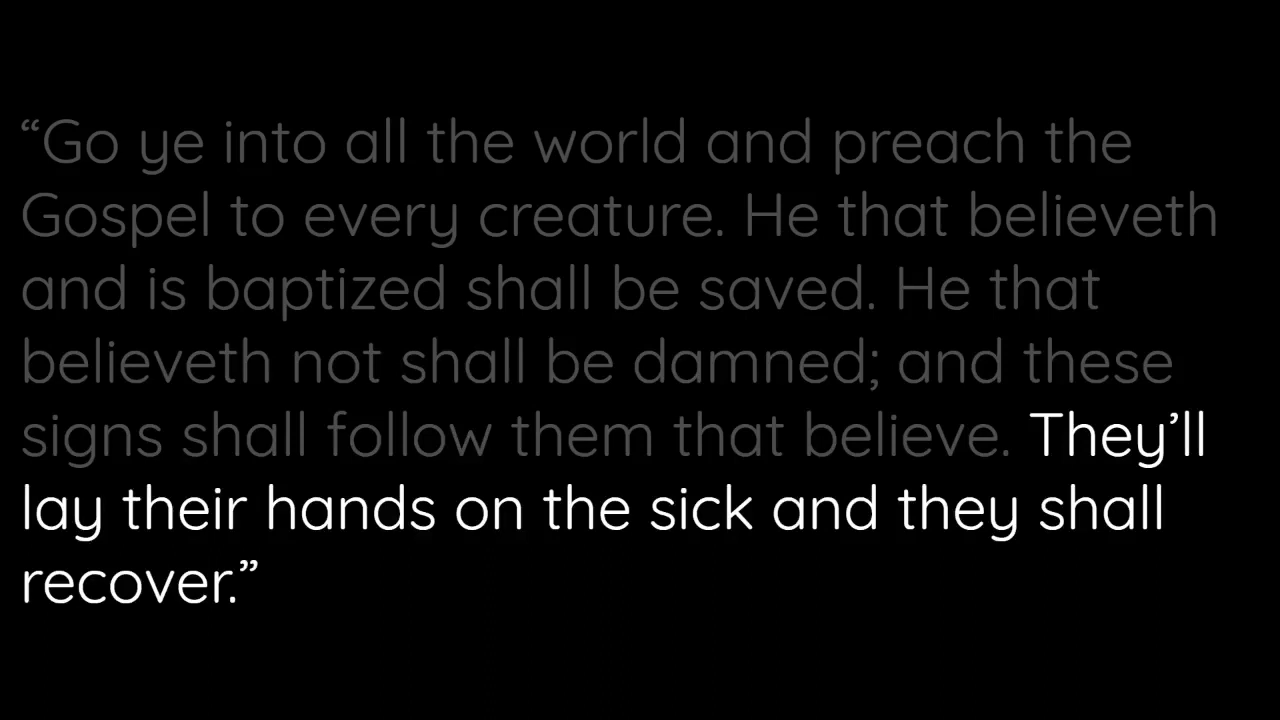 “Go ye into all the world and preach the
Gospel to every creature. He that believeth
and is baptized shall be saved. He that
believeth not shall be damned; and these
signs shall follow them that believe. They’ll
lay their hands on the sick and they shall
recover.”